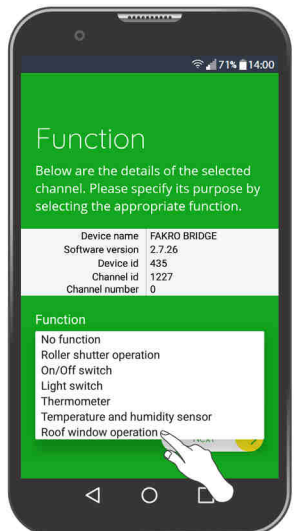 71% 14:00
Function
Below are the details of the selected
channel. Please specify its purpose by
selecting the appropriate function.
Device name FAKRO BRIDGE
Software version 2.7.26
Device id 435
Channel id 1227
Channel number 0
Function
No function
Roller shutter operation
On/Off switch
Light switch
Thermometer
Temperature and humidity sensor
Roof window operation